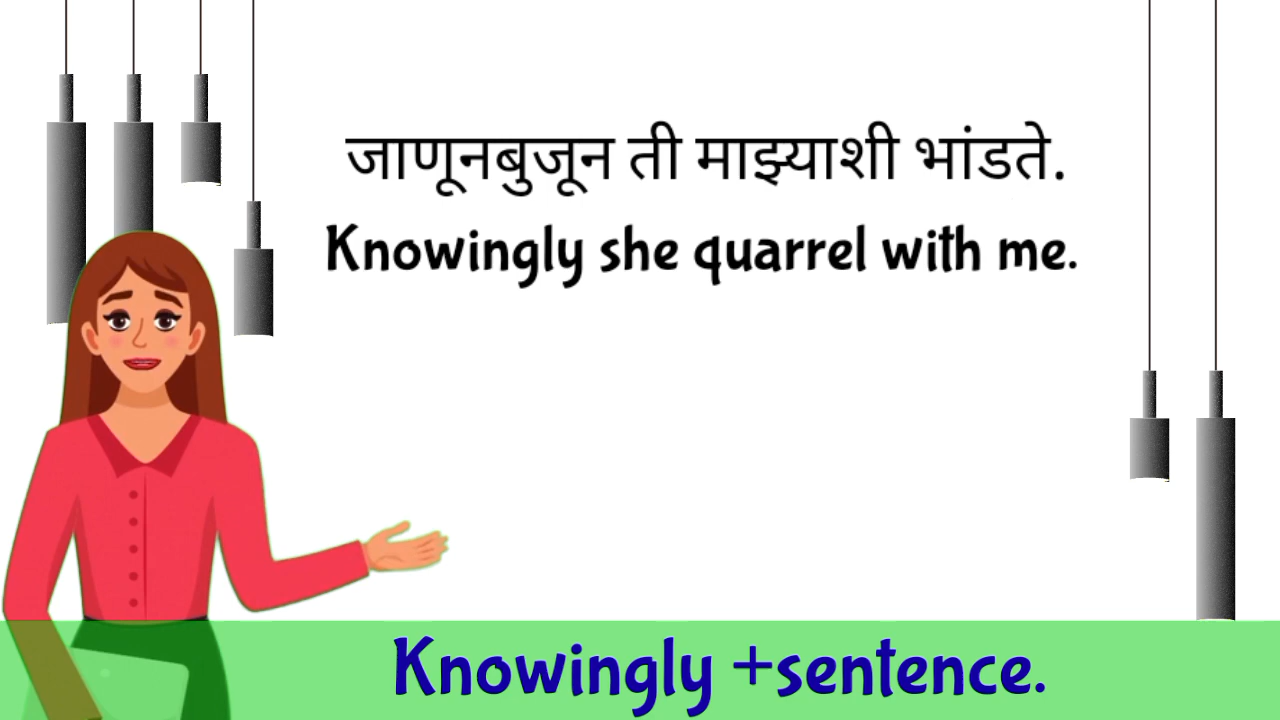 जाणूनबुजून ती माझ्याशी भांडते.
Knowingly she quarrel with me.
Knowingly +sentence.